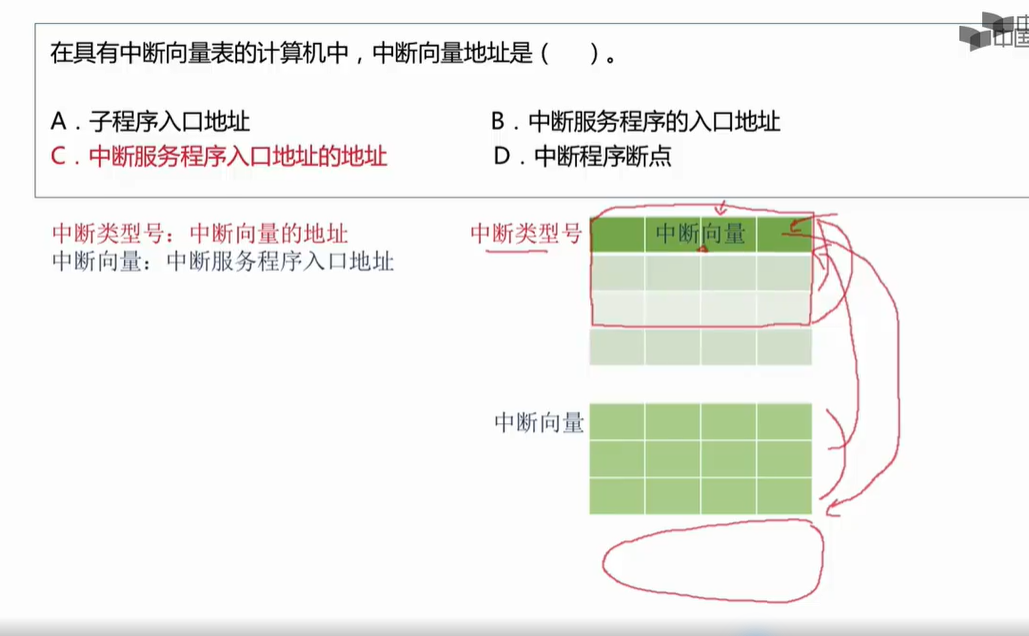 在具有中断向量表的计算机中，中断向量地址是（ ）。
A．子程序入口地址
B．中断服务程序的入口地址
C．中断服务程序入口地址的地址
D．中断程序断点
中断类型号：中断向量的地址
中断向量：中断服务程序入口地址
中断类型号
中断向量
中断向量
中国